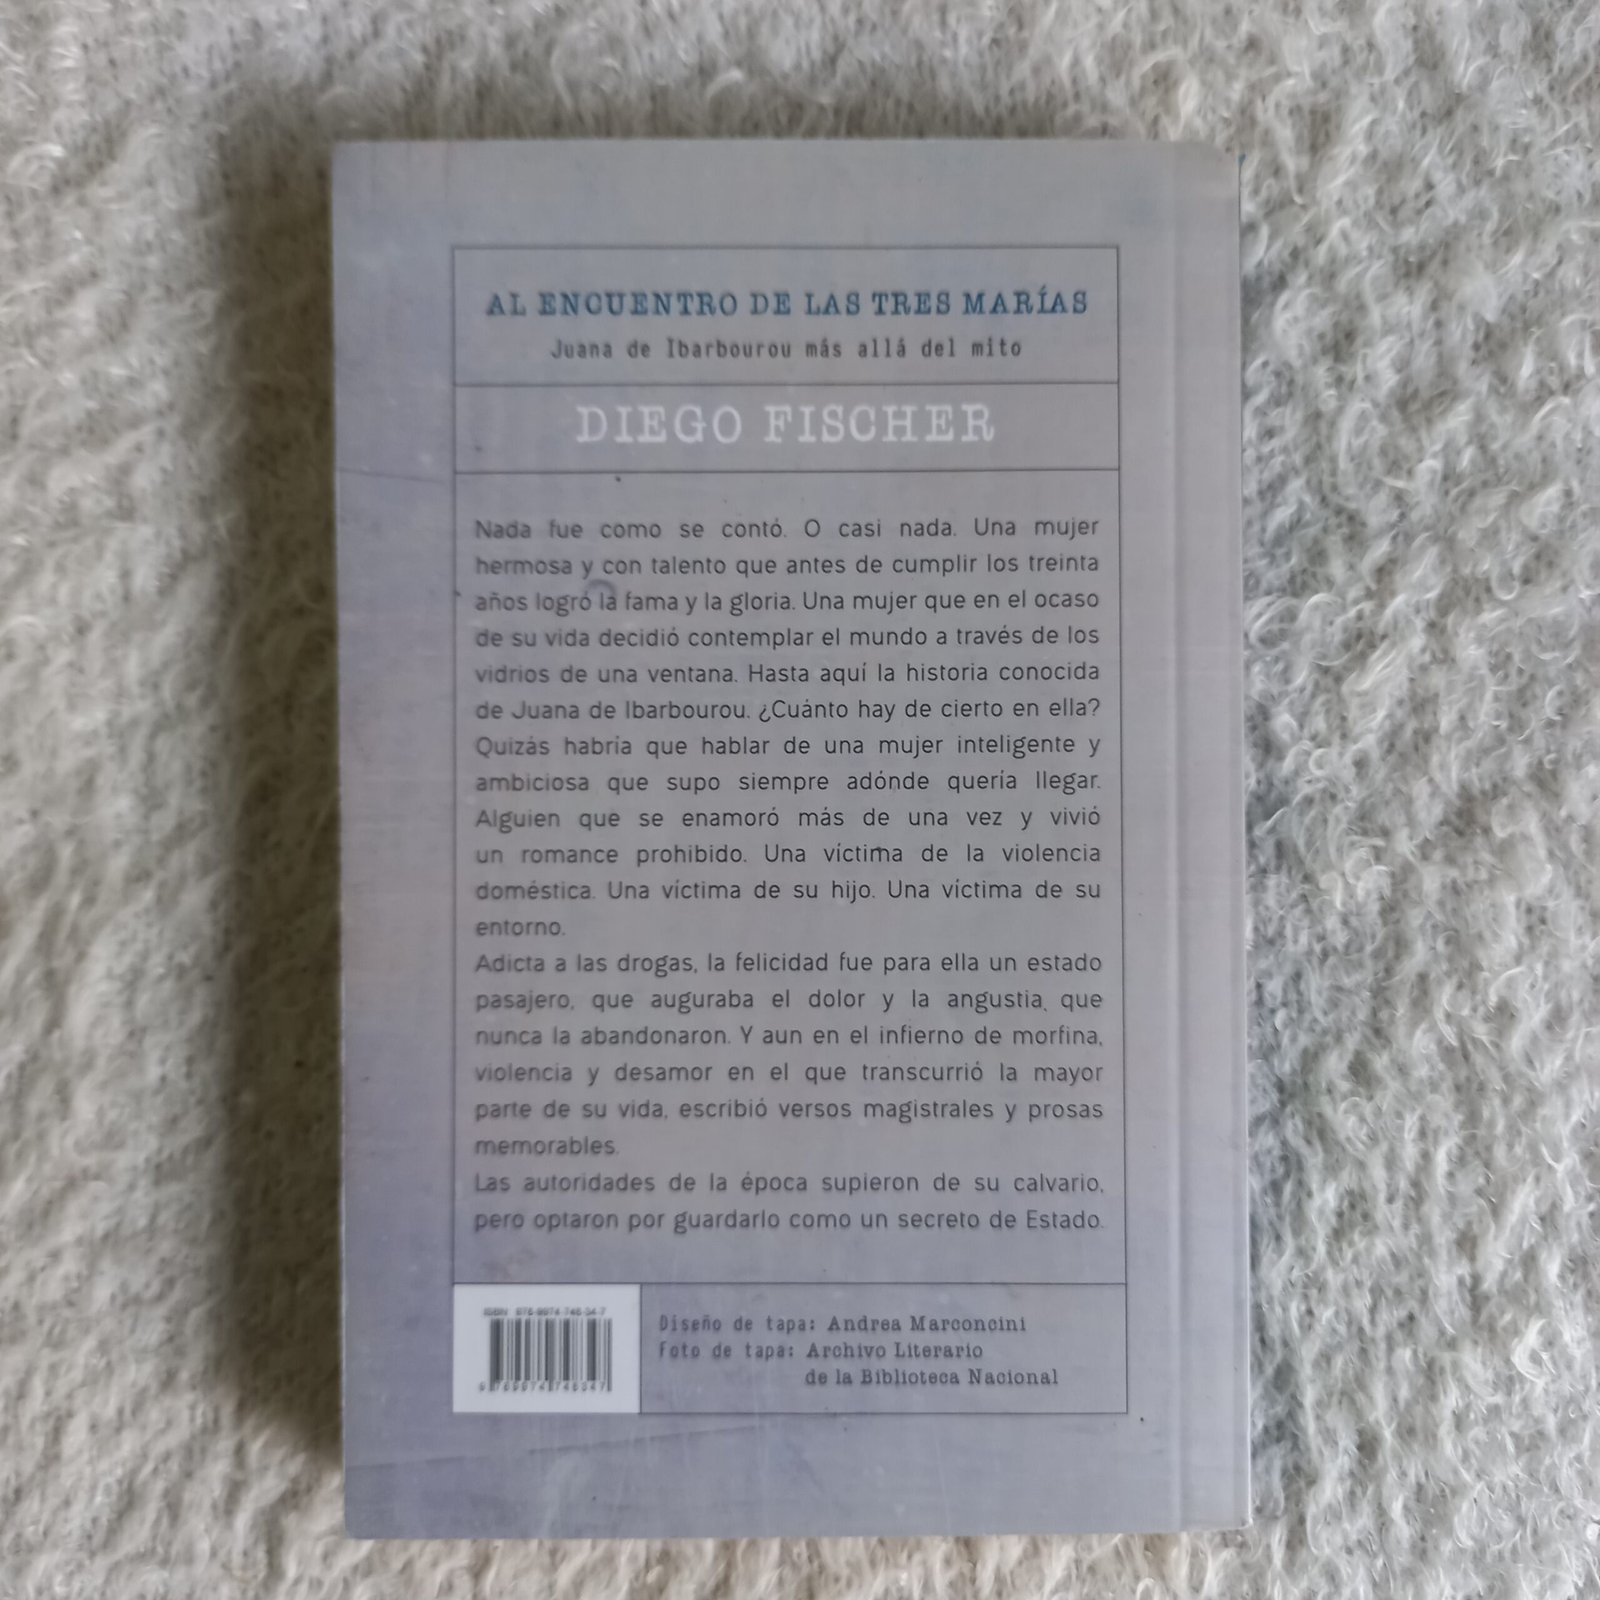 AL ENCUENTRO DE LAS TRES MARÍAS
Juana de Ibarbourou más allá del mito
DIEGO FISCHER
Nada fue como se contó. O casi nada. Una mujer
hermosa y con talento que antes de cumplir los treinta
años logró la fama y la gloria. Una mujer que en el ocaso
de su vida decidió contemplar el mundo a través de los
vidrios de una ventana. Hasta aquí la historia conocida
de Juana de Ibarbourou. ¿Cuánto hay de cierto en ella?
Quizás habría que hablar de una mujer inteligente y
ambiciosa que supo siempre adónde quería llegar.
Alguien que se enamoró más de una vez y vivió
un romance prohibido. Una víctima de la violencia
doméstica. Una víctima de su hijo. Una víctima de su
entorno.
Adicta a las drogas, la felicidad fue para ella un estado
pasajero, que auguraba el dolor y la angustia, que
nunca la abandonaron. Y aun en el infierno de morfina,
violencia y desamor en el que transcurrió la mayor
parte de su vida, escribió versos magistrales y prosas
memorables.
Las autoridades de la época supieron de su calvario,
pero optaron por guardarlo como un secreto de Estado.
ISBN 978-9974-746-34-7
9 789974 746347
Diseño de tapa: Andrea Marconcini
Foto de tapa: Archivo Literario
de la Biblioteca Nacional